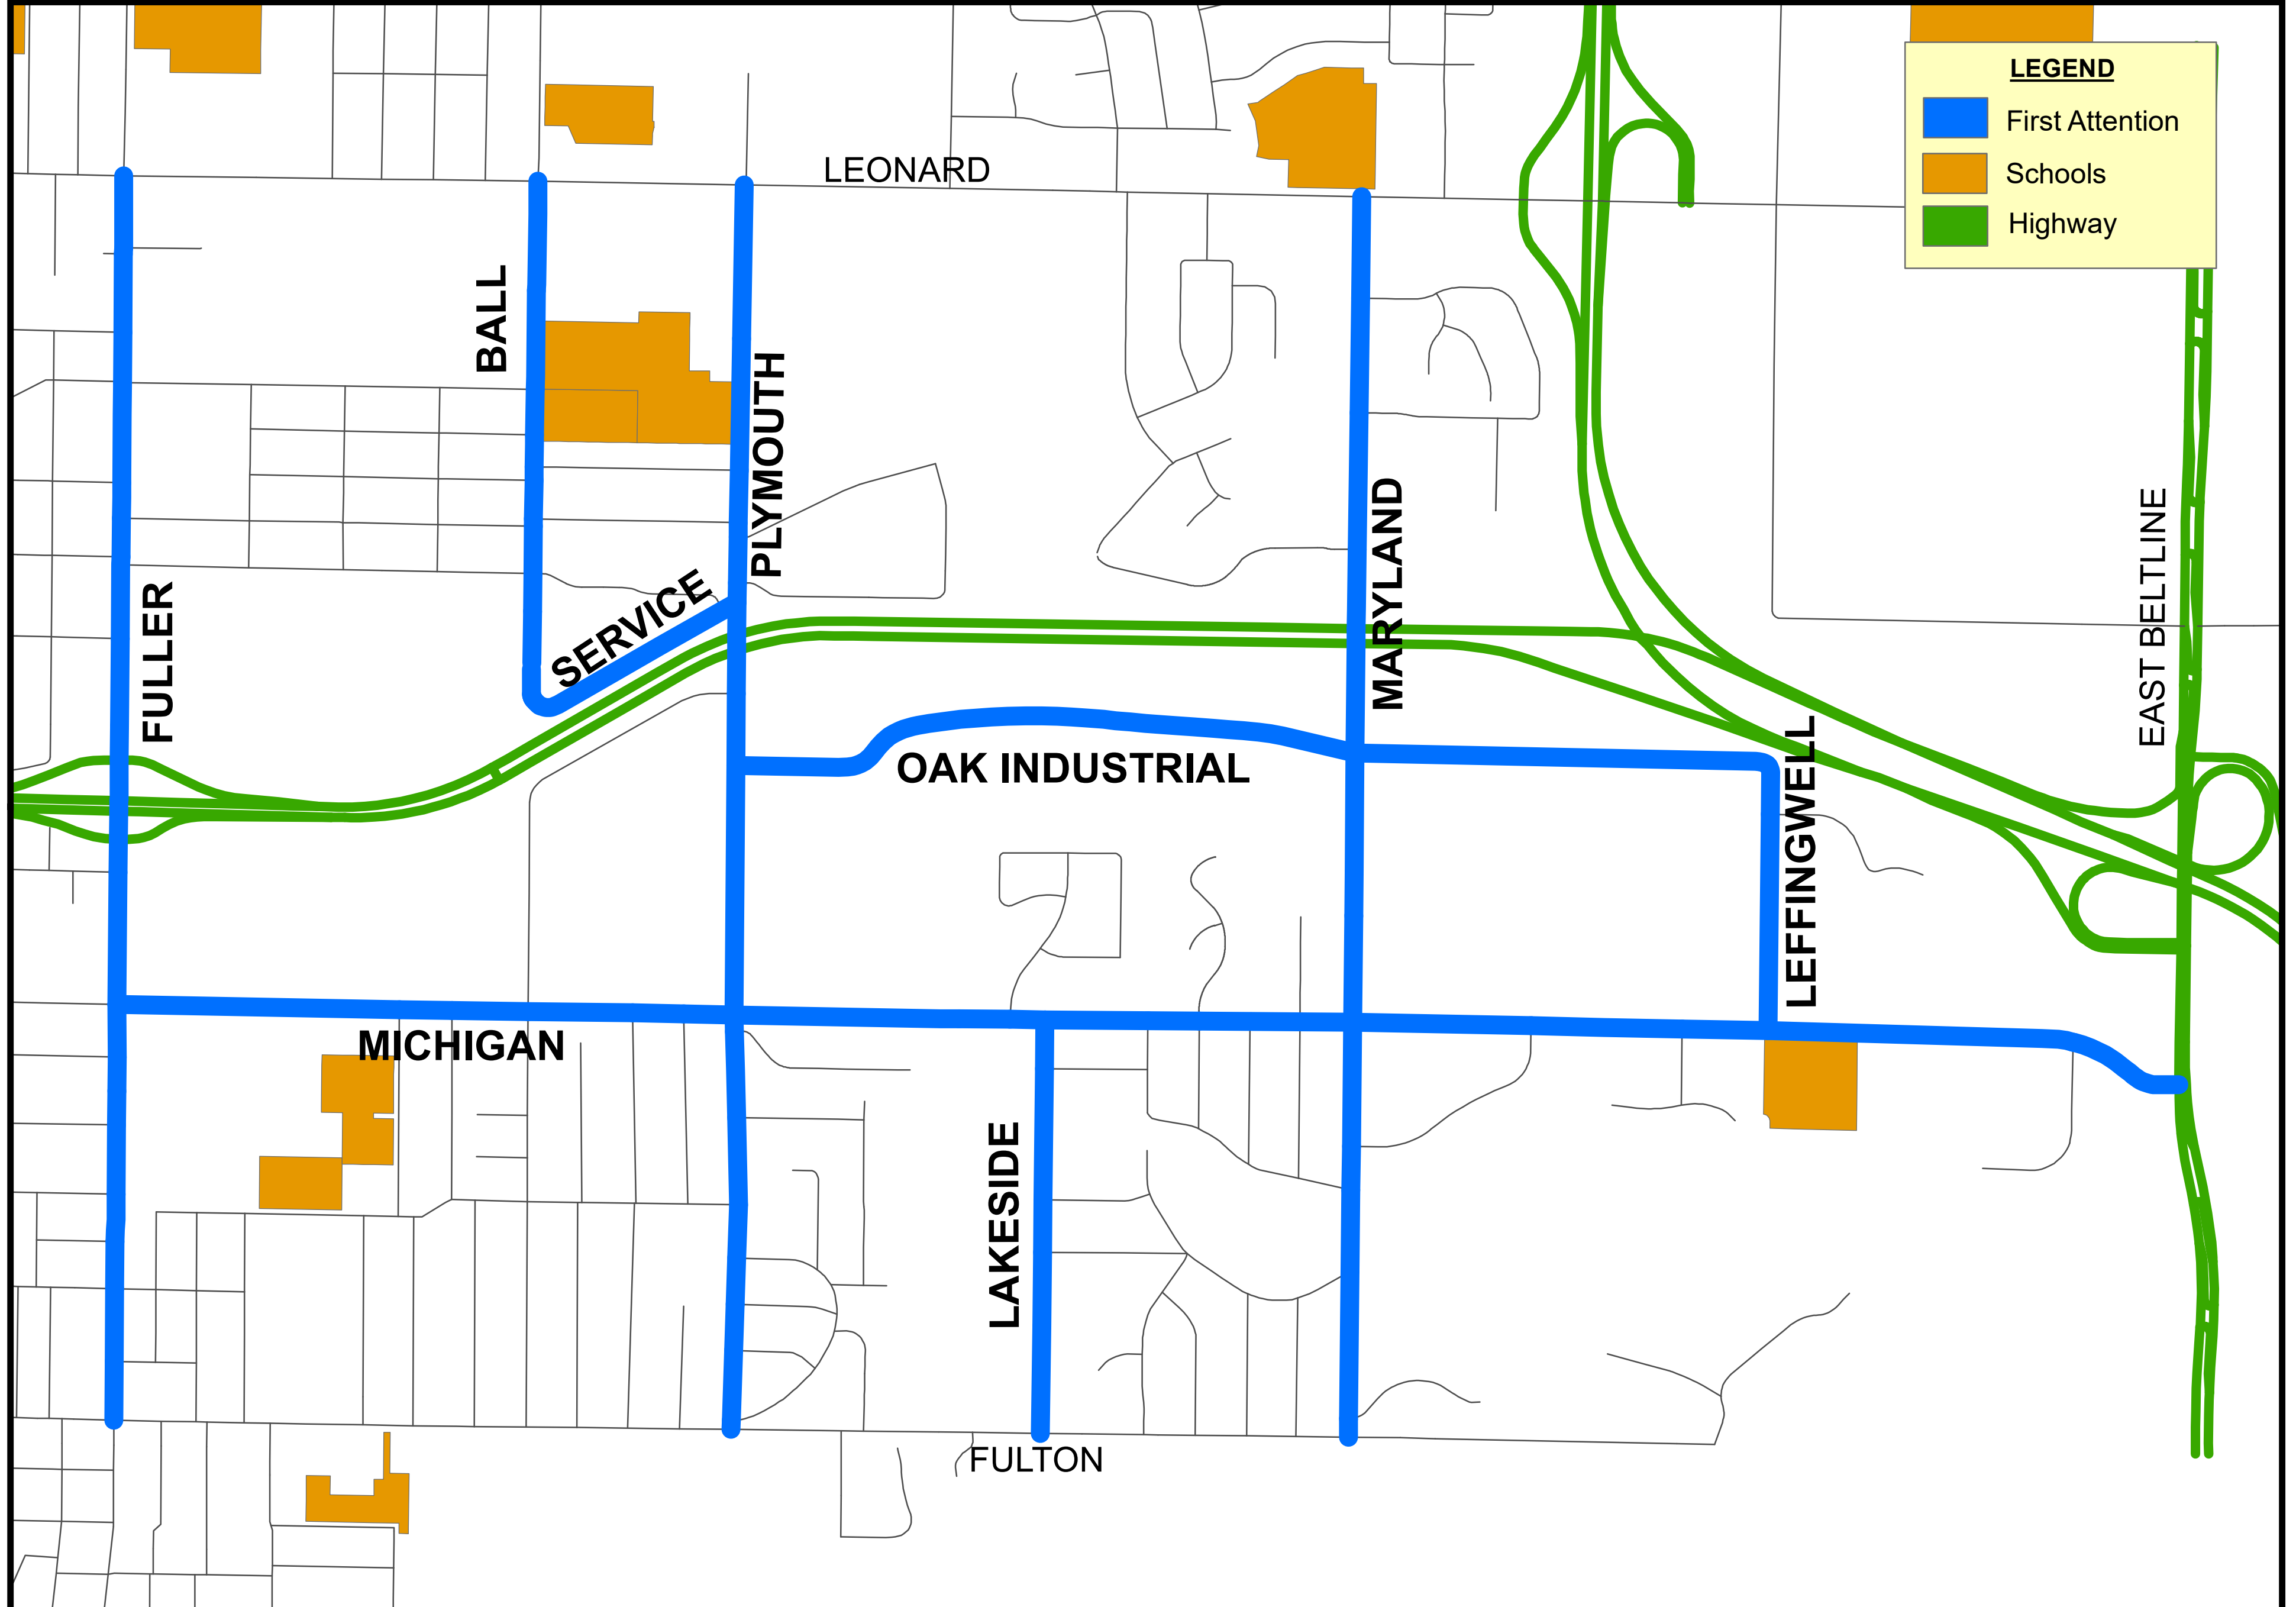 LEGEND
First Attention
Schools
Highway
LEONARD
BALL
PLYMOUTH
MARYLAND
EAST BELTLINE
FULLER
SERVICE
OAK INDUSTRIAL
LEFFINGWELL
MICHIGAN
LAKESIDE
FULTON